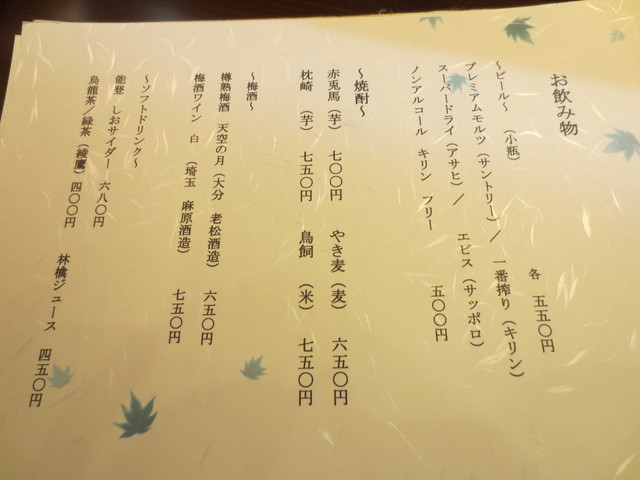 お飲み物
〜ビール〜　（小瓶）　各　五五〇円
プレミアムモルツ（サントリー）／　一番搾り（キリン）
スーパードライ（アサヒ）／　エビス（サッポロ）
ノンアルコール　キリン　フリー　五〇〇円
〜焼酎〜
赤兎馬（芋）　七〇〇円　やき麦（麦）　六五〇円
枕崎　（芋）　七五〇円　鳥飼　（米）　七五〇円
〜梅酒〜
樽熟梅酒　天空の月（大分　老松酒造）　六五〇円
梅酒ワイン　白　（埼玉　麻原酒造）　七五〇円
〜ソフトドリンク〜
能登　しおサイダー　六八〇円
烏龍茶／緑茶（綾鷹）四〇〇円　林檎ジュース　四五〇円